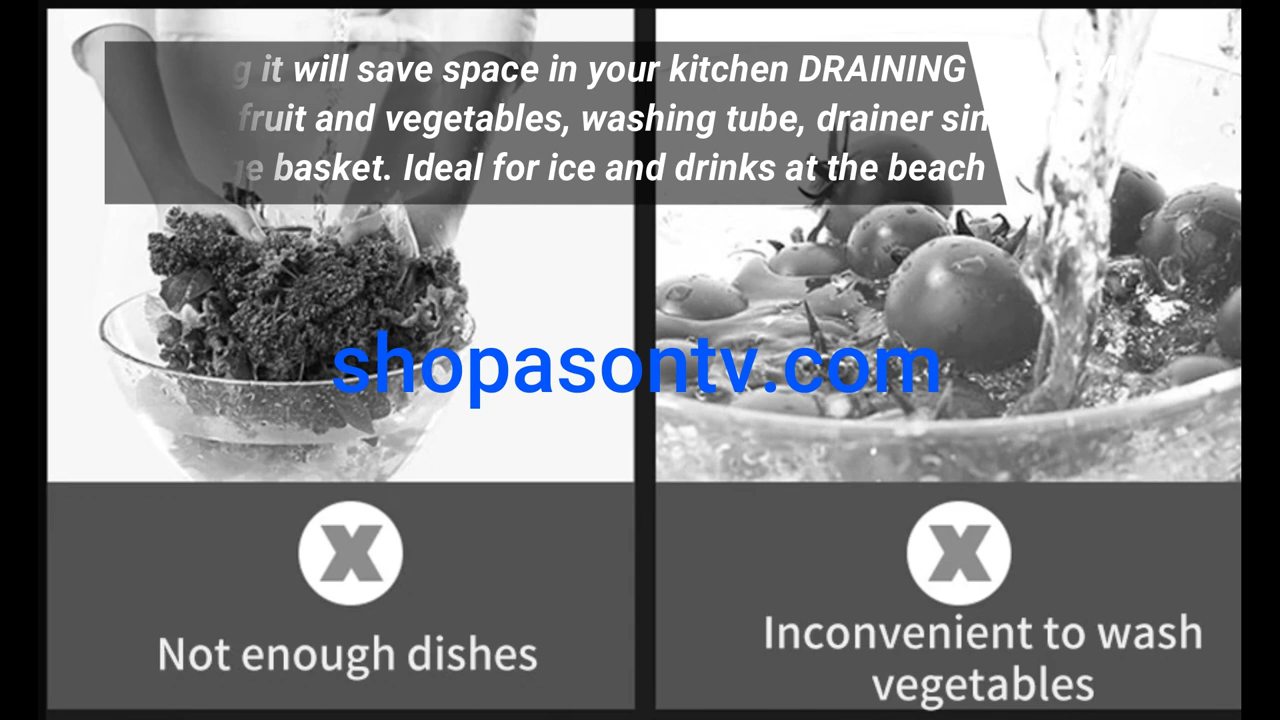 it will save space in your kitchen DRAINING
fruit and vegetables, washing tube, drainer
basket. Ideal for ice and drinks at the beach
shopasontv.com
X
X
Not enough dishes
Inconvenient to wash
vegetables